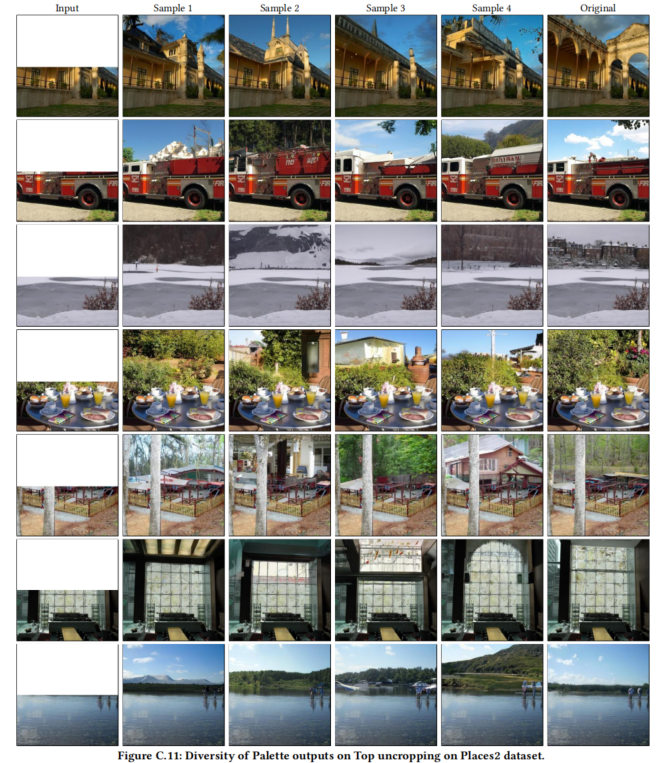 Input Sample 1 Sample 2 Sample 3 Sample 4 Original
Figure C.11: Diversity of Palette outputs on Top uncropping on Places2 dataset.